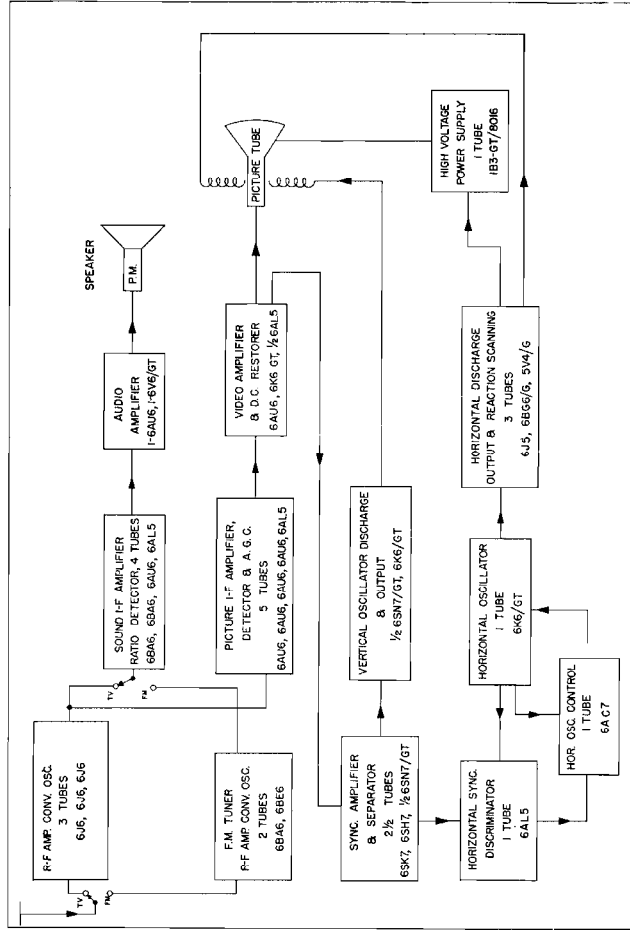 R-F AMP. CONV. OSC.
3 TUBES
6J6, 6J6, 6J6
TV
FM
F.M. TUNER
R-F AMP. CONV. OSC.
2 TUBES
6BA6, 6BE6
TV
FM
SOUND I-F AMPLIFIER
RATIO DETECTOR, 4 TUBES
6BA6, 6BA6, 6AU6, 6AL5
AUDIO
AMPLIFIER
1-6AU6, 1-6V6/GT
SPEAKER
P.M.
PICTURE I-F AMPLIFIER,
DETECTOR & A.G.C.
5 TUBES
6AU6, 6AU6, 6AU6, 6AU6, 6AL5
VIDEO AMPLIFIER
& D.C. RESTORER
6AU6, 6K6 GT, ½ 6AL5
PICTURE TUBE
SYNC. AMPLIFIER
& SEPARATOR
2½ TUBES
6SK7, 6SH7, ½ 6SN7/GT
VERTICAL OSCILLATOR DISCHARGE
& OUTPUT
½ 6SN7/GT, 6K6/GT
HIGH VOLTAGE
POWER SUPPLY
1 TUBE
1B3-GT/8016
HORIZONTAL SYNC.
DISCRIMINATOR
1 TUBE
6AL5
HORIZONTAL OSCILLATOR
1 TUBE
6K6/GT
HORIZONTAL DISCHARGE
OUTPUT & REACTION SCANNING
3 TUBES
6J5, 6BG6/G, 5V4/G
HOR. OSC. CONTROL
1 TUBE
6AC7